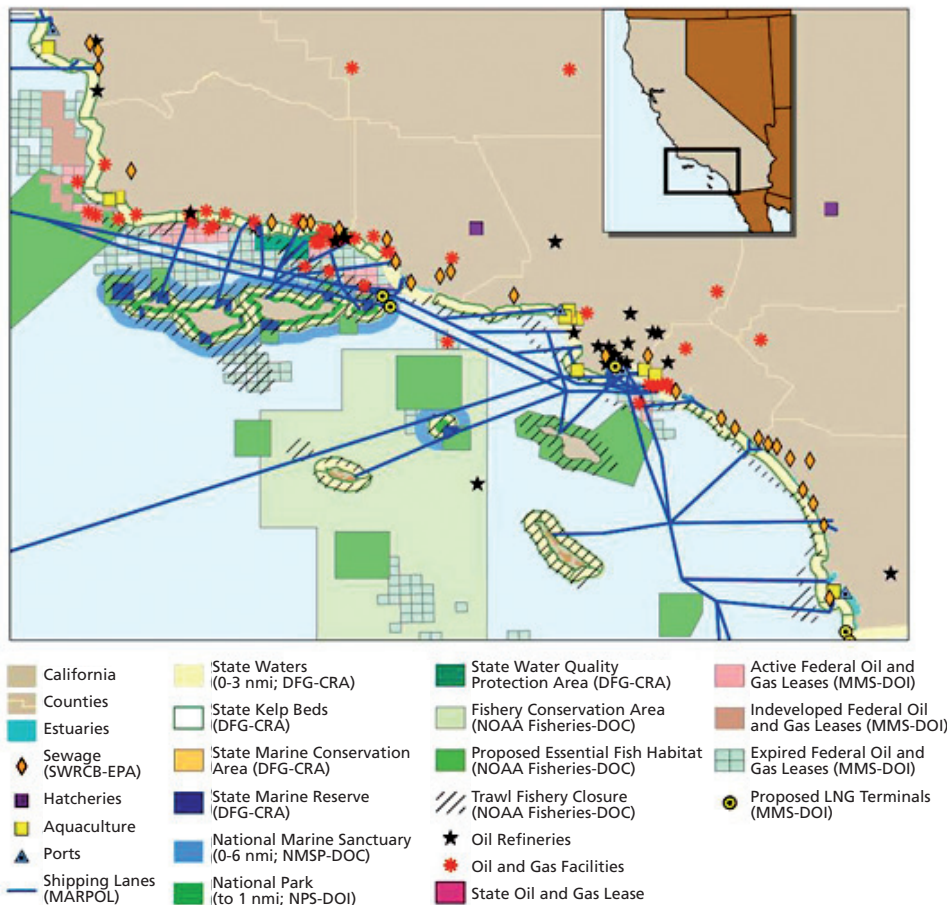 California
Counties
Estuaries
Sewage
(SWRCB-EPA)
Hatcheries
Aquaculture
Ports
Shipping Lanes
(MARPOL)
State Waters
(0-3 nmi; DFG-CRA)
State Kelp Beds
(DFG-CRA)
State Marine Conservation
Area (DFG-CRA)
State Marine Reserve
(DFG-CRA)
National Marine Sanctuary
(0-6 nmi; NMSP-DOC)
National Park
(to 1 nmi; NPS-DOI)
State Water Quality
Protection Area (DFG-CRA)
Fishery Conservation Area
(NOAA Fisheries-DOC)
Proposed Essential Fish Habitat
(NOAA Fisheries-DOC)
Trawl Fishery Closure
(NOAA Fisheries-DOC)
Oil Refineries
Oil and Gas Facilities
State Oil and Gas Lease
Active Federal Oil and
Gas Leases (MMS-DOI)
Indeveloped Federal Oil
and Gas Leases (MMS-DOI)
Expired Federal Oil and
Gas Leases (MMS-DOI)
Proposed LNG Terminals
(MMS-DOI)